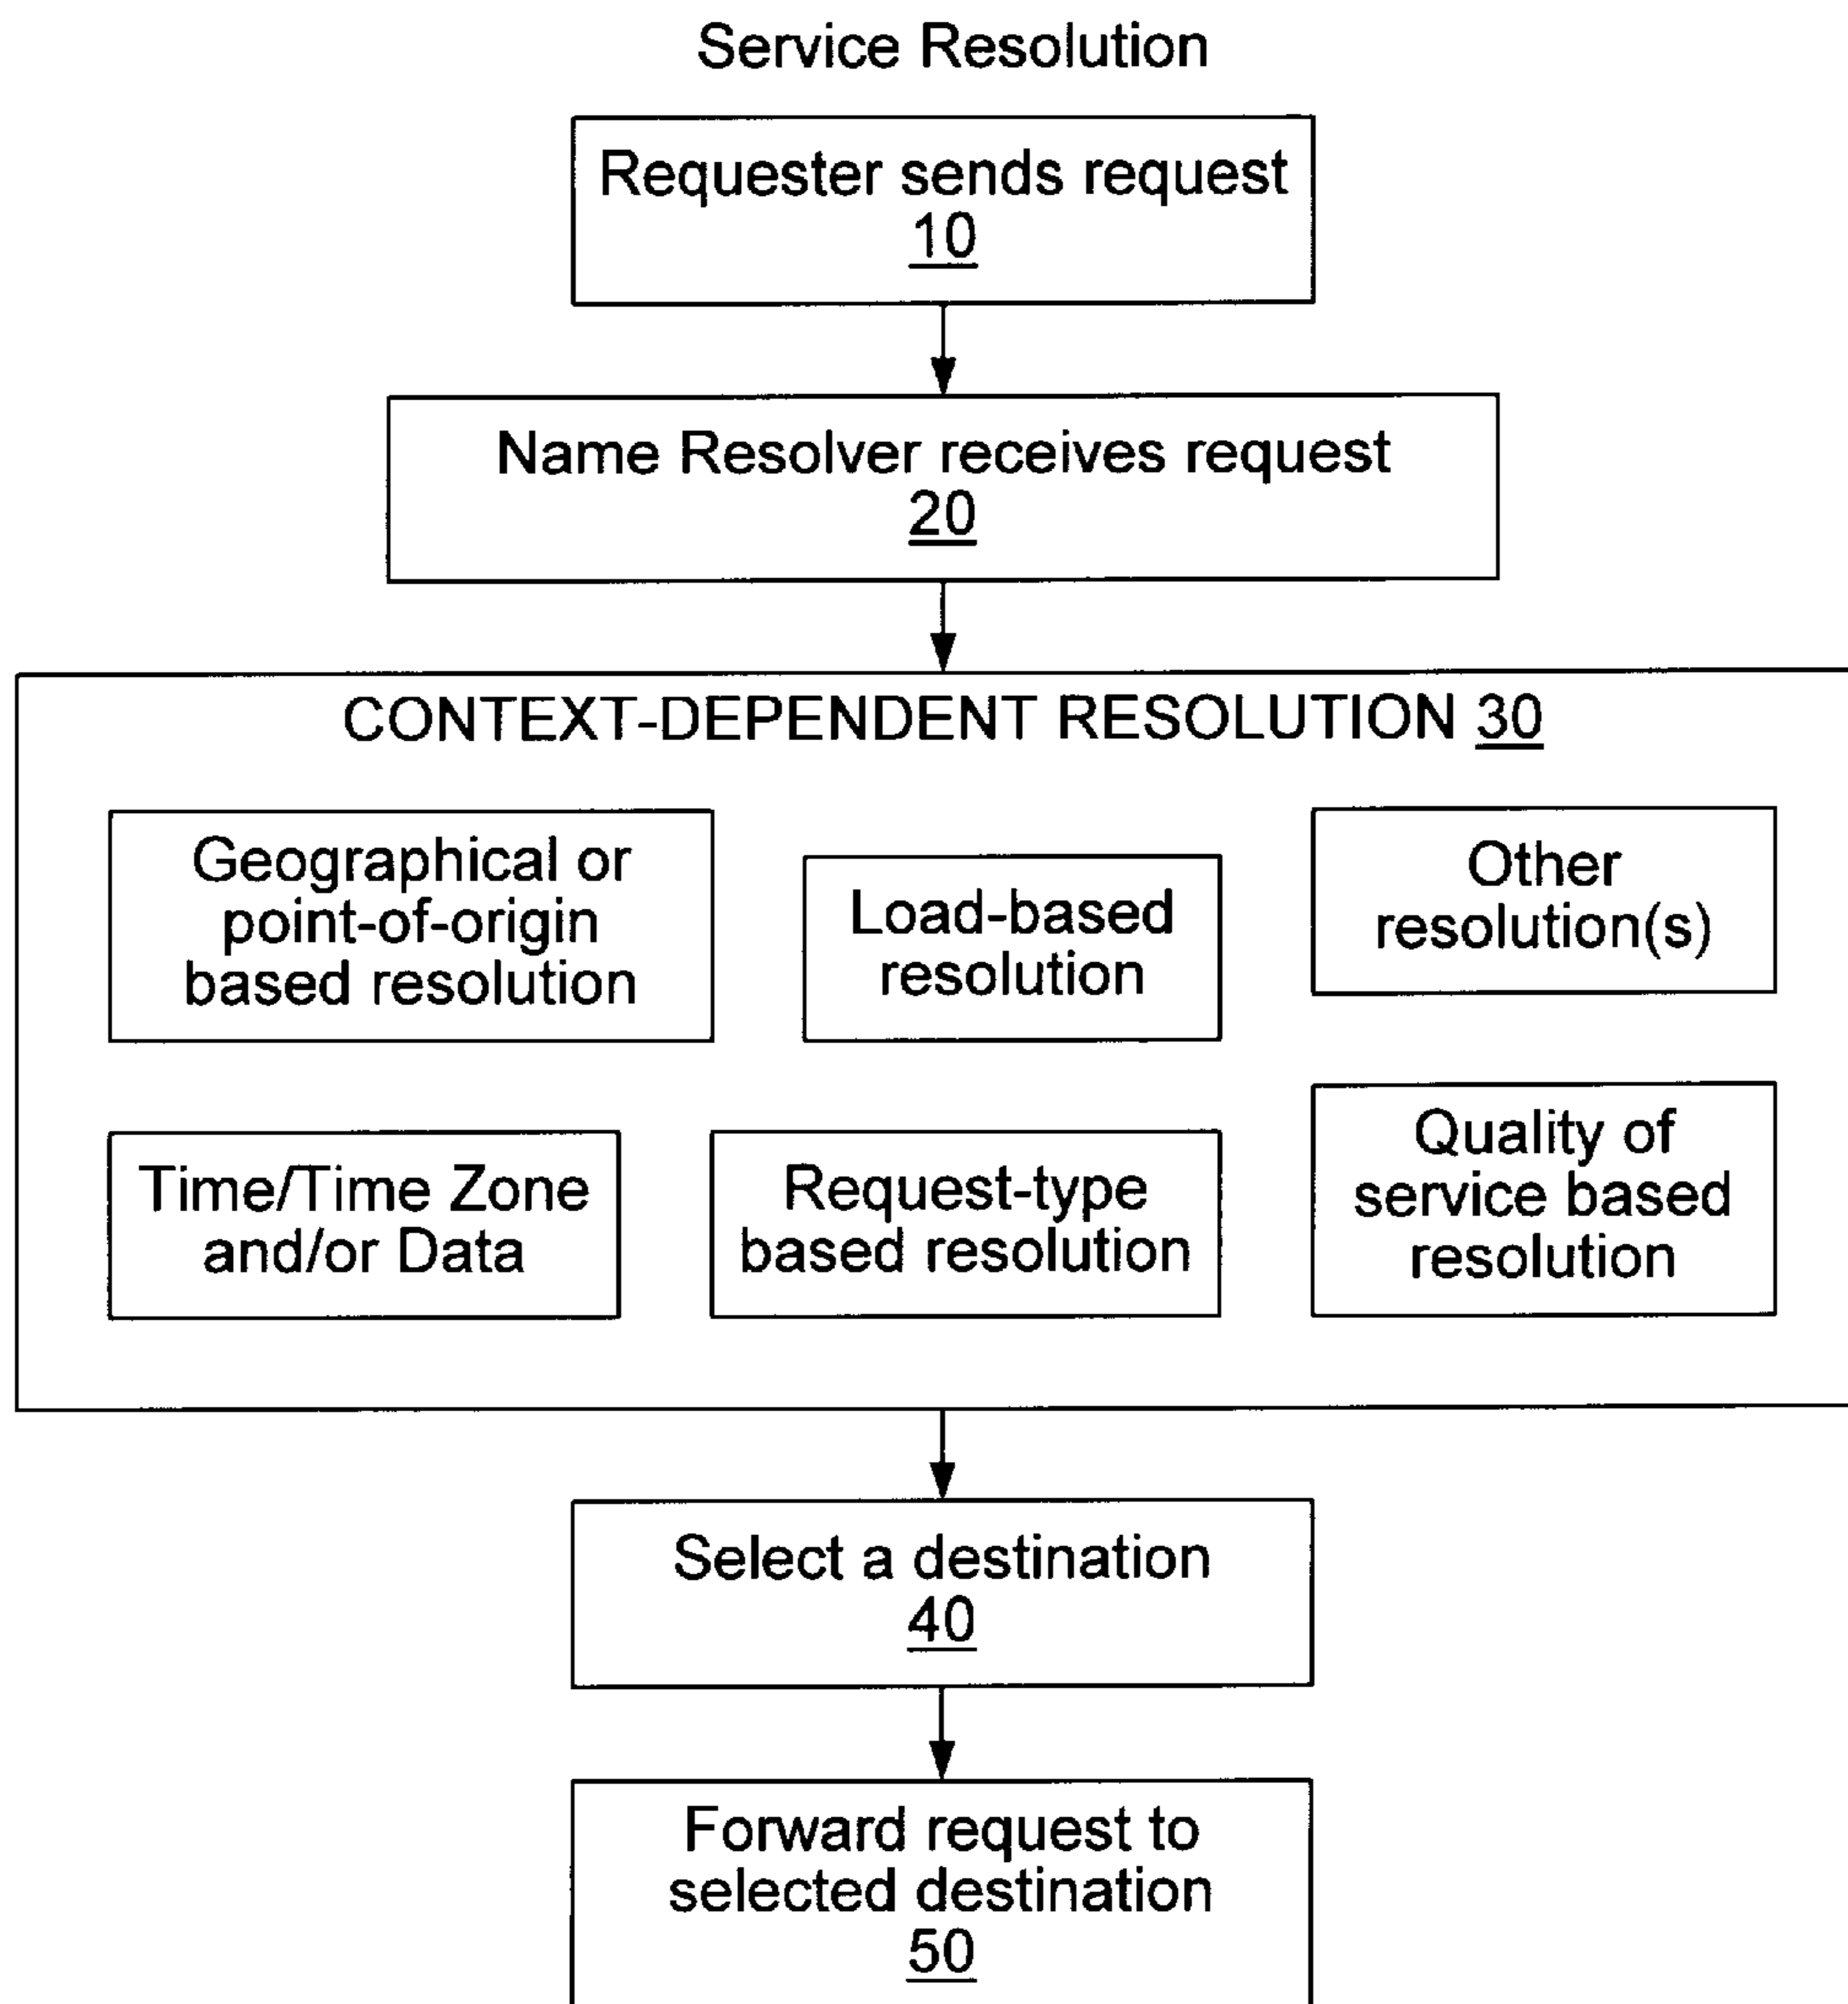 Service Resolution
Requester sends request
10
Name Resolver receives request
20
CONTEXT-DEPENDENT RESOLUTION 30
Geographical or
point-of-origin
based resolution
Load-based
resolution
Other
resolution(s)
Time/Time Zone
and/or Data
Request-type
based resolution
Quality of
service based
resolution
Select a destination
40
Forward request to
selected destination
50